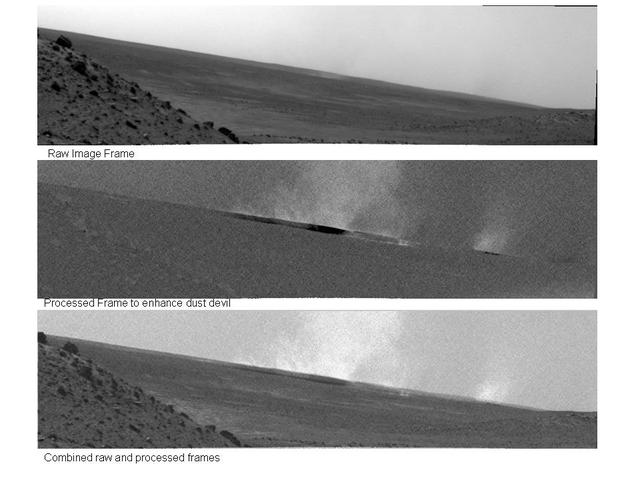 Raw Image Frame
Processed Frame to enhance dust devil
Combined raw and processed frames